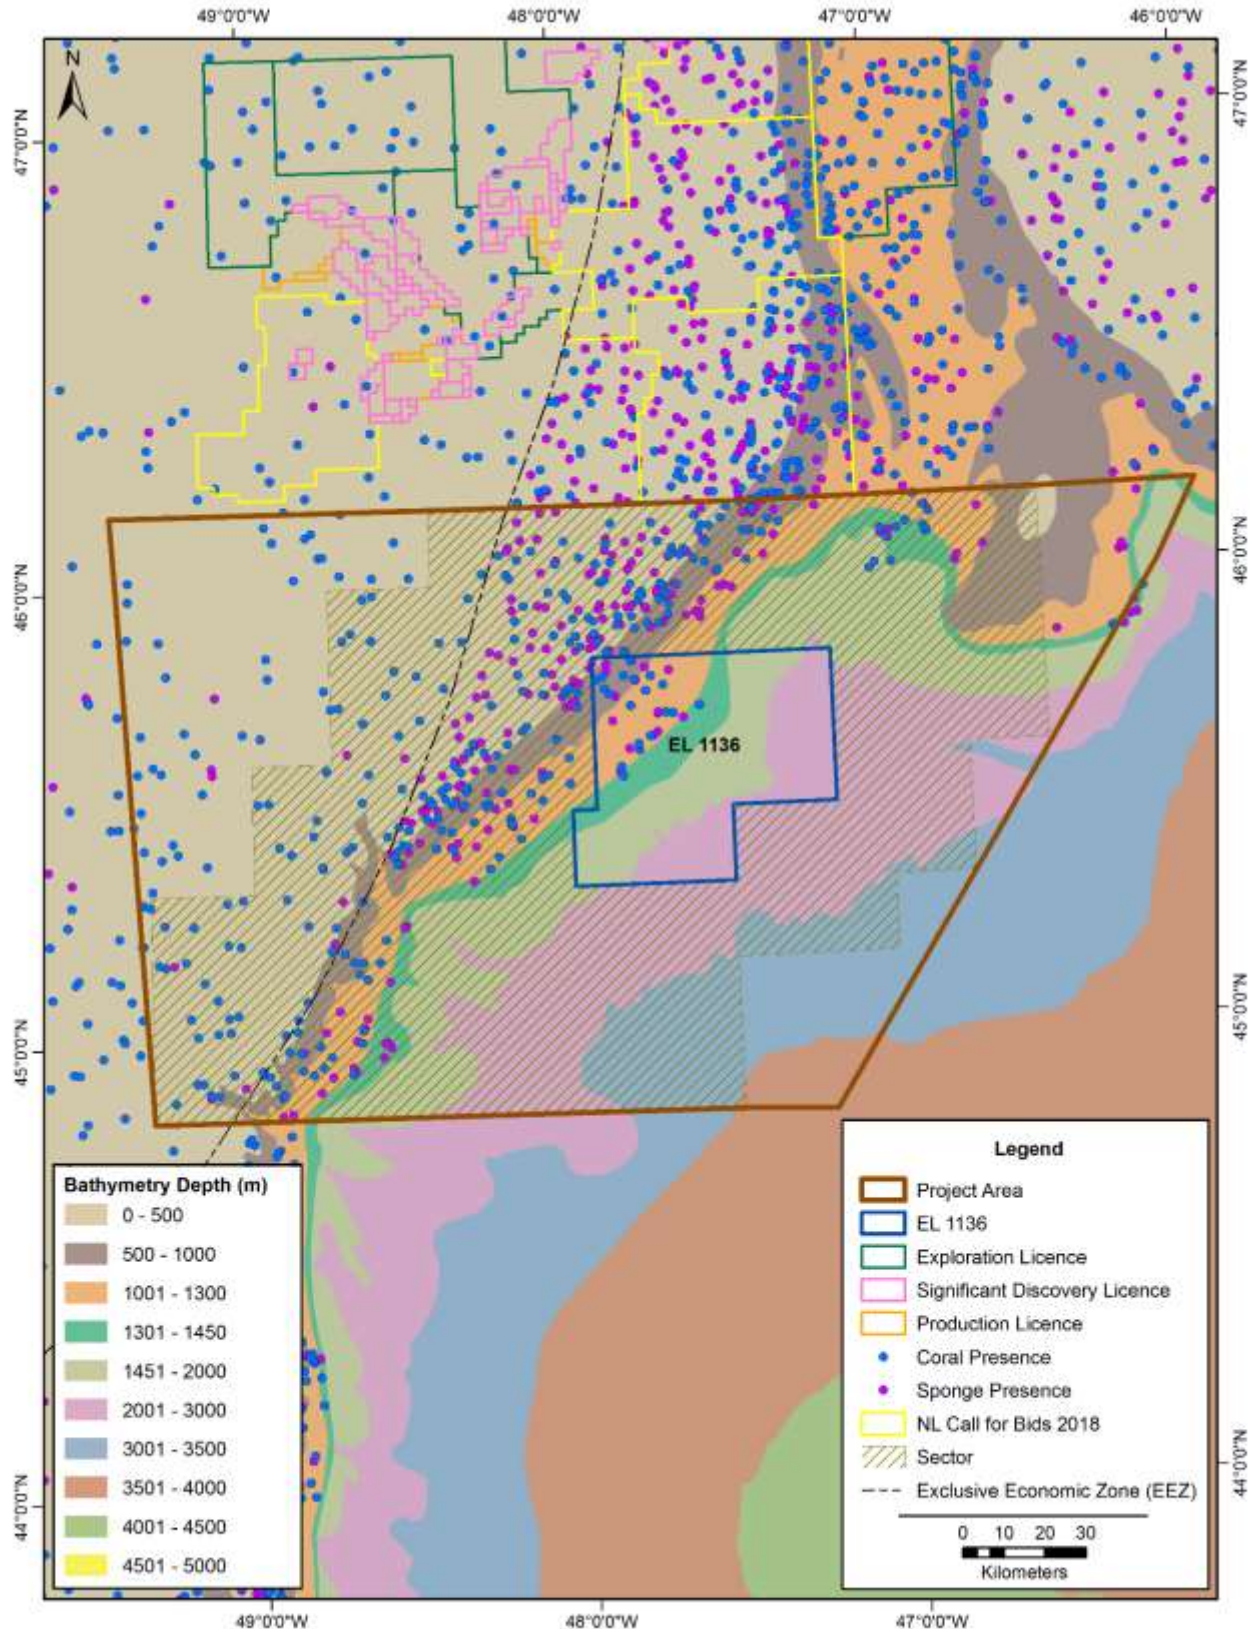 49°0'0"W 48°0'0"W 47°0'0"W 46°0'0"W
N
47°0'0"N
47°0'0"N
46°0'0"N
46°0'0"N
EL 1136
45°0'0"N
45°0'0"N
44°0'0"N
44°0'0"N
Bathymetry Depth (m)
0 - 500
500 - 1000
1001 - 1300
1301 - 1450
1451 - 2000
2001 - 3000
3001 - 3500
3501 - 4000
4001 - 4500
4501 - 5000
Legend
Project Area
EL 1136
Exploration Licence
Significant Discovery Licence
Production Licence
Coral Presence
Sponge Presence
NL Call for Bids 2018
Sector
Exclusive Economic Zone (EEZ)
0 10 20 30
Kilometers
49°0'0"W 48°0'0"W 47°0'0"W